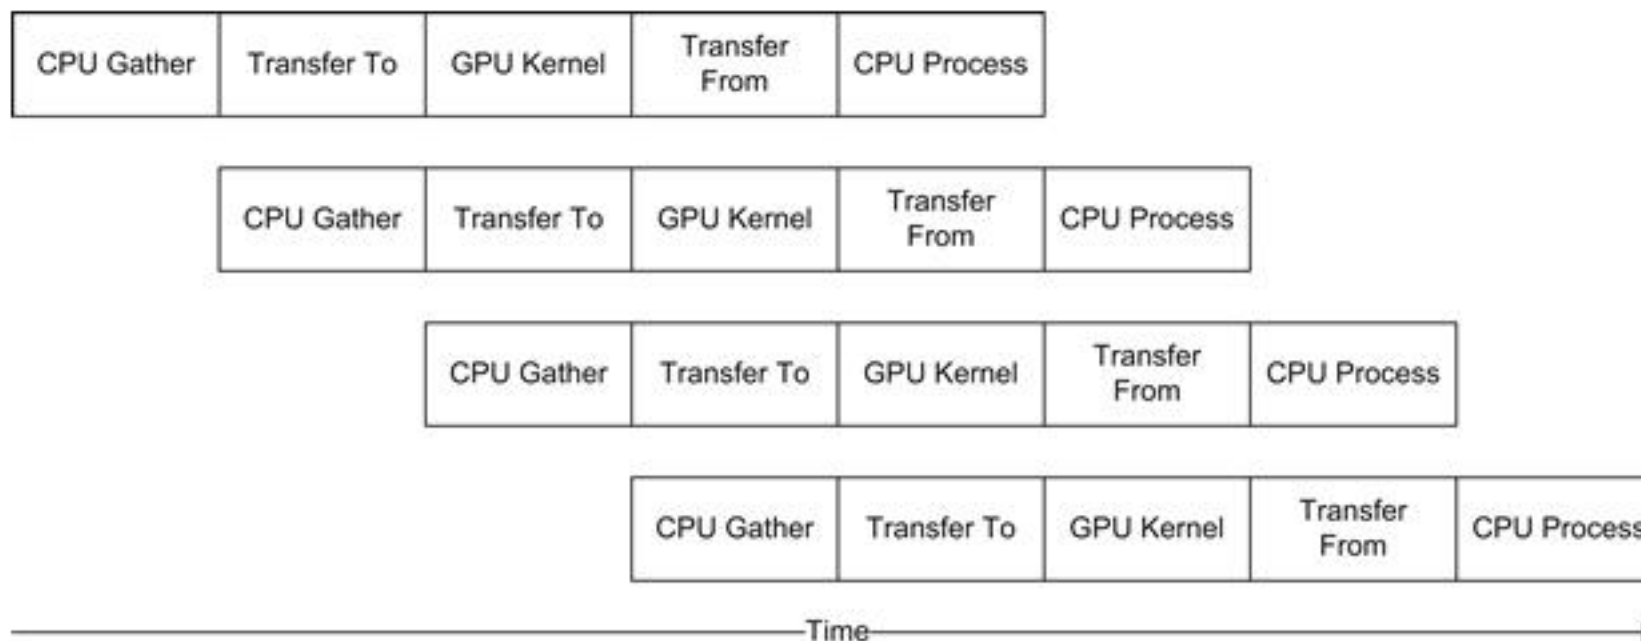 CPU Gather Transfer To GPU Kernel Transfer From CPU Process
CPU Gather Transfer To GPU Kernel Transfer From CPU Process
CPU Gather Transfer To GPU Kernel Transfer From CPU Process
CPU Gather Transfer To GPU Kernel Transfer From CPU Process
Time